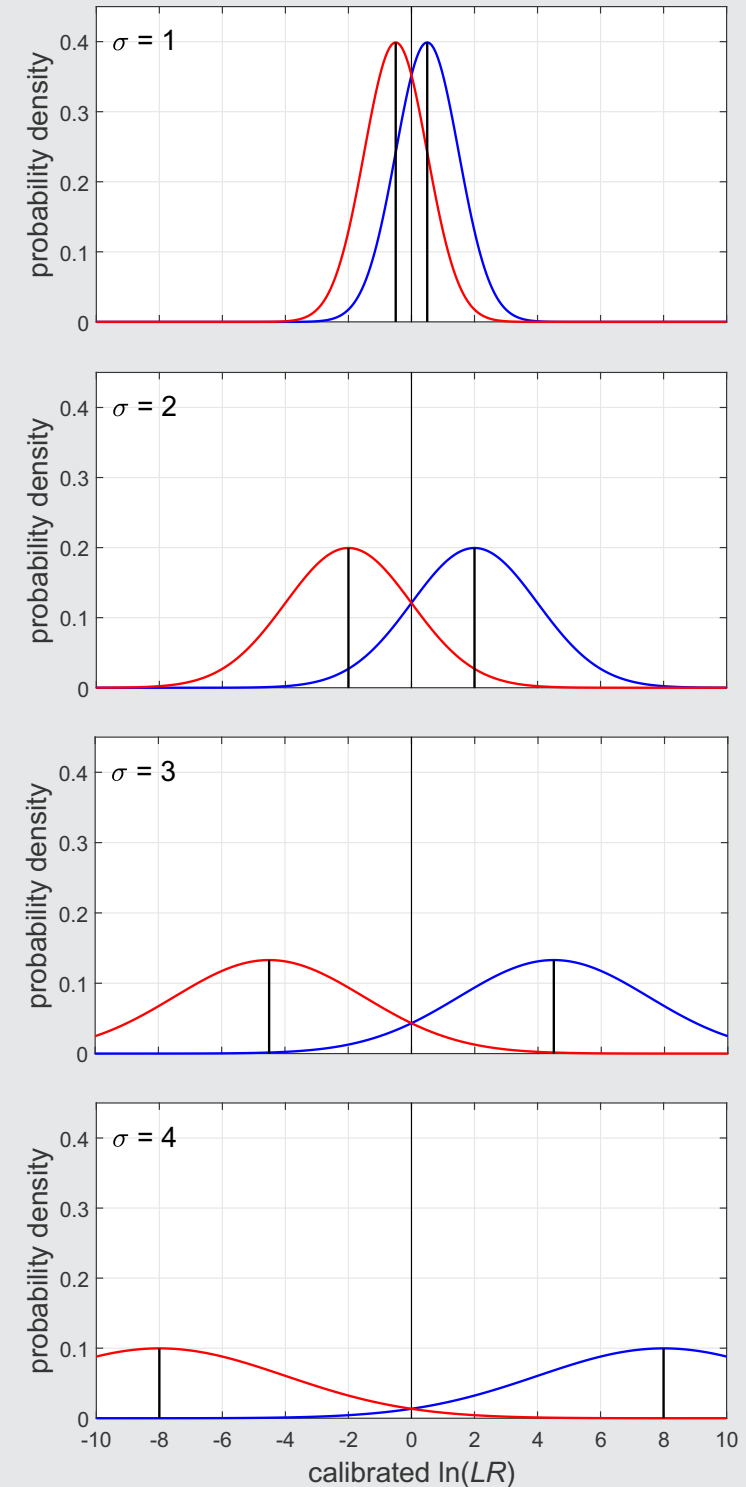 σ = 1
probability density
0.4
0.3
0.2
0.1
0
σ = 2
probability density
0.4
0.3
0.2
0.1
0
σ = 3
probability density
0.4
0.3
0.2
0.1
0
σ = 4
probability density
0.4
0.3
0.2
0.1
0
-10 -8 -6 -4 -2 0 2 4 6 8 10
calibrated ln(LR)